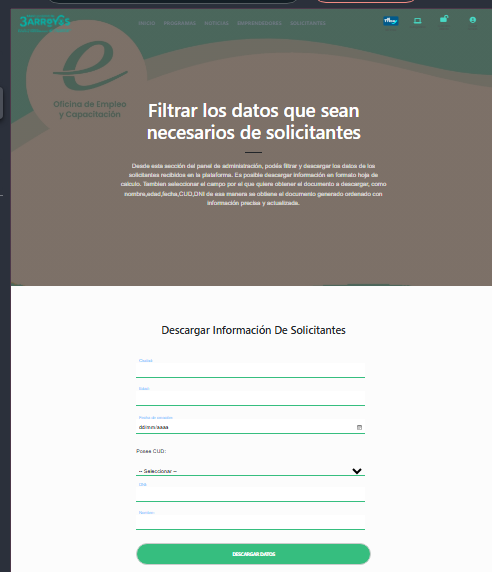 3ARROYOS
INICIO PROGRAMAS NOTICIAS EMPRENDEDORES SOLICITANTES
e
Oficina de Empleo
y Capacitación
Filtrar los datos que sean
necesarios de solicitantes
Desde esta sección del panel de administración, podés filtrar y descargar los datos de los
solicitantes recibidos en la plataforma. Es posible descargar información en formato hoja de
calculo. Tambien seleccionar el campo por el que quiere obtener el documento a descargar, como
nombre,edad,fecha,CUD,DNI de esa manera se obtiene el documento generado ordenado con
información precisa y actualizada.
Descargar Información De Solicitantes
Ciudad:
Edad:
dd/mm/aaaa
Posee CUD:
-- Seleccionar --
DNI:
Nombre:
DESCARGAR DATOS